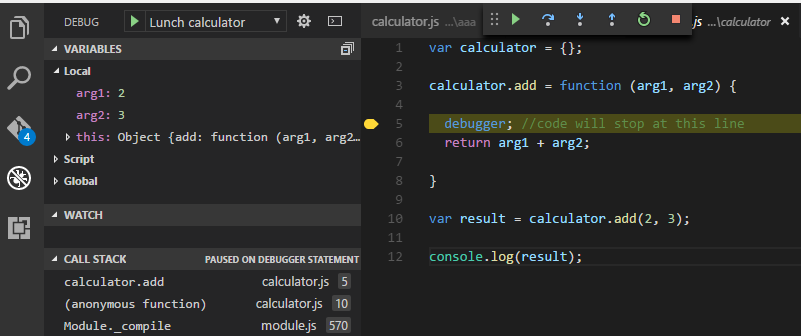 DEBUG
Lunch calculator
VARIABLES
Local
arg1: 2
arg2: 3
this: Object {add: function (arg1, arg2…
Script
Global
WATCH
CALL STACK
PAUSED ON DEBUGGER STATEMENT
calculator.add calculator.js 5
(anonymous function) calculator.js 10
Module._compile module.js 570
4
calculator.js ...\aaa
js ...\calculator
1 var calculator = {};
2
3 calculator.add = function (arg1, arg2) {
4
5 debugger; //code will stop at this line
6 return arg1 + arg2;
7
8 }
9
10 var result = calculator.add(2, 3);
11
12 console.log(result);